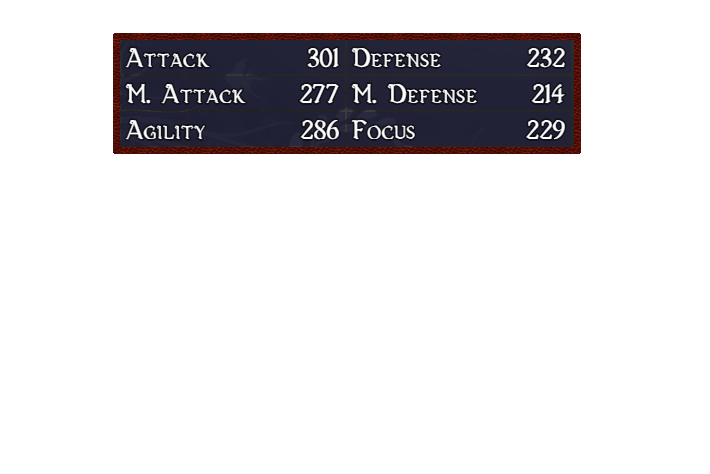 Attack 301 Defense 232
M. Attack 277 M. Defense 214
Agility 286 Focus 229